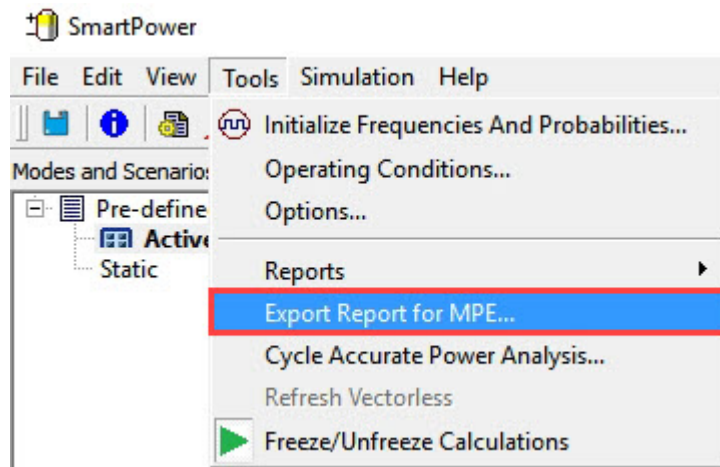 SmartPower
File Edit View Tools Simulation Help
Initialize Frequencies And Probabilities...
Modes and Scenarios
Operating Conditions...
Pre-define
Options...
Active
Static
Reports
Export Report for MPE...
Cycle Accurate Power Analysis...
Refresh Vectorless
Freeze/Unfreeze Calculations